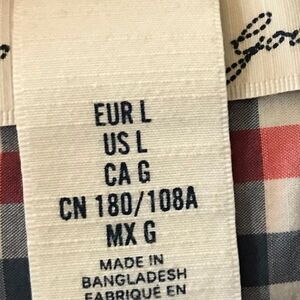 EUR L
US L
CA G
CN 180/108A
MX G
MADE IN
BANGLADESH
FABRIQUÉ EN